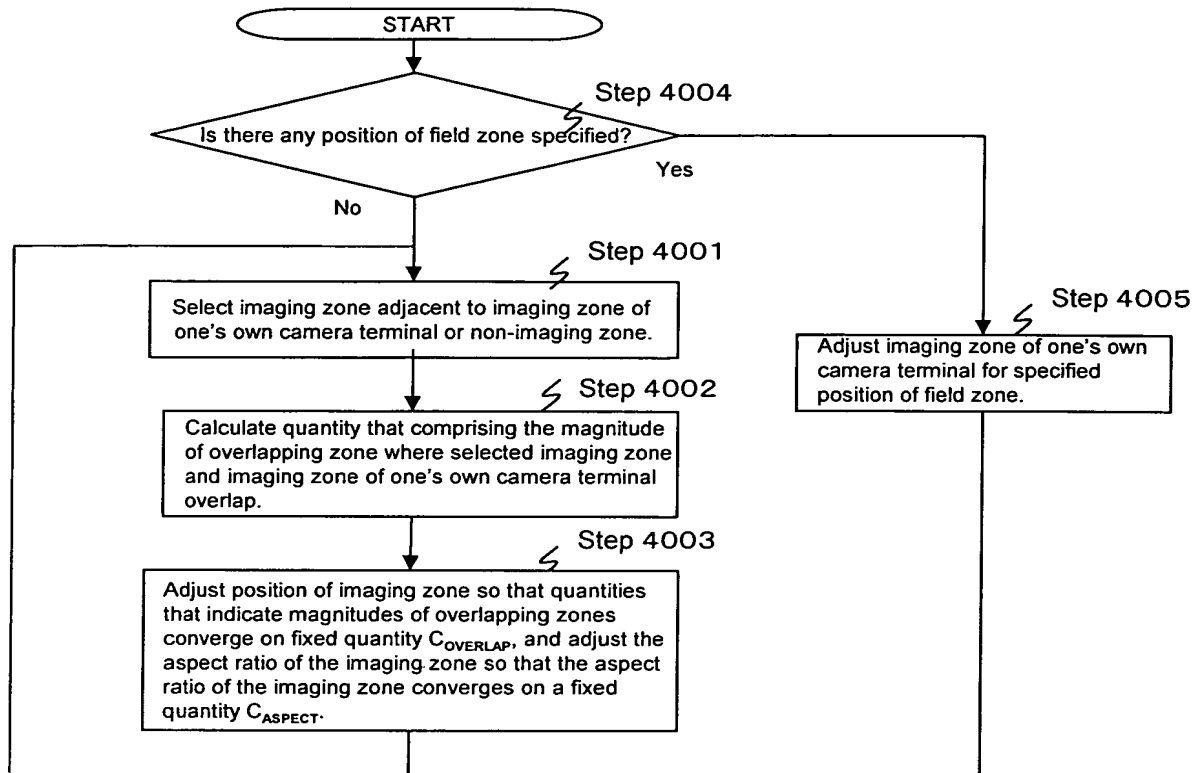 START
Step 4004
Is there any position of field zone specified?
Yes
No
Step 4001
Select imaging zone adjacent to imaging zone of
one's own camera terminal or non-imaging zone.
Step 4005
Adjust imaging zone of one's own
camera terminal for specified
position of field zone.
Step 4002
Calculate quantity that comprising the magnitude
of overlapping zone where selected imaging zone
and imaging zone of one's own camera terminal
overlap.
Step 4003
Adjust position of imaging zone so that quantities
that indicate magnitudes of overlapping zones
converge on fixed quantity COVERLAP, and adjust the
aspect ratio of the imaging zone so that the aspect
ratio of the imaging zone converges on a fixed
quantity CASPECT.